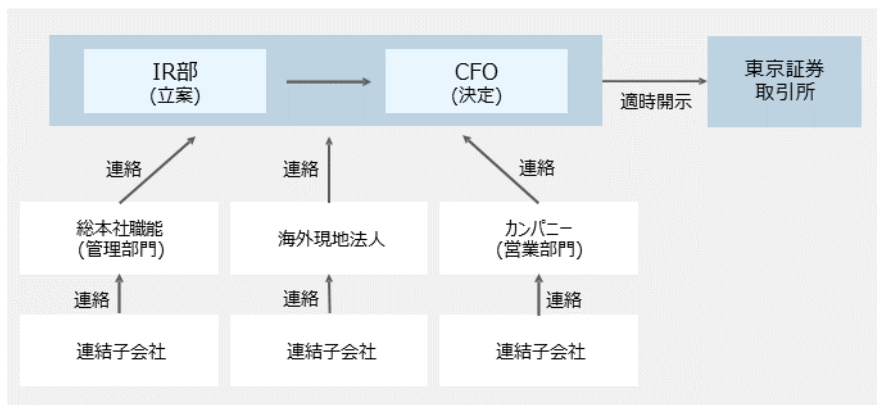 IR部
(立案)
CFO
(決定)
適時開示
東京証券
取引所
連絡
連絡
連絡
総本社職能
(管理部門)
海外現地法人
カンパニー
(営業部門)
連絡
連絡
連絡
連結子会社
連結子会社
連結子会社